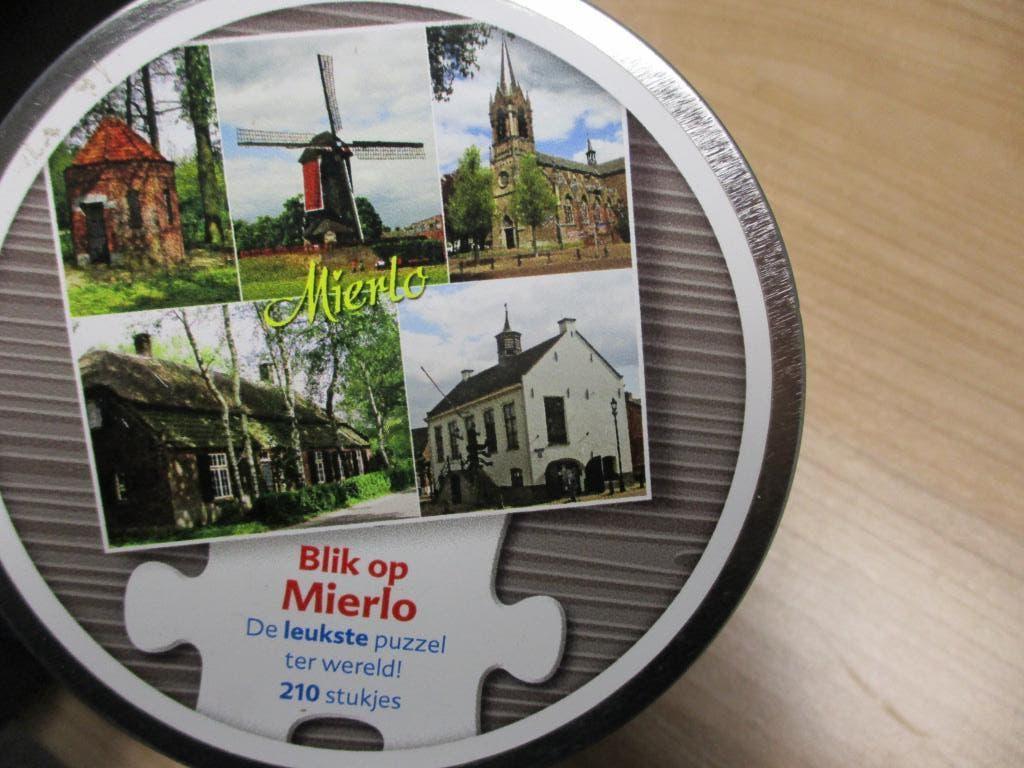 Mierlo
Blik op
Mierlo
De leukste puzzel
ter wereld!
210 stukjes